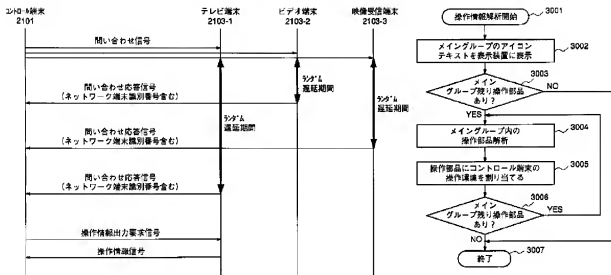 コントロール端末
2101
テレビ端末
2103-1
ビデオ端末
2103-2
映像受信端末
2103-3
問い合わせ信号
ランダム
遅延期間
問い合わせ応答信号
(ネットワーク端末識別番号含む)
ランダム
遅延期間
問い合わせ応答信号
(ネットワーク端末識別番号含む)
ランダム
遅延期間
問い合わせ応答信号
(ネットワーク端末識別番号含む)
操作情報出力要求信号
操作情報信号
操作情報解析開始
3001
メイングループのアイコン
テキストを表示装置に表示
3002
メイン
グループ残り操作部品
あり?
3003
NO
YES
メイングループ内の
操作部品解析
3004
操作部品にコントロール端末の
操作環境を割り当てる
3005
メイン
グループ残り操作部品
あり?
3006
YES
NO
終了
3007